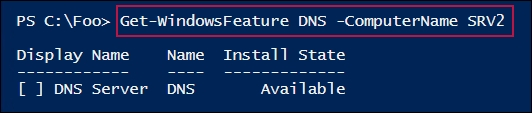 PS C:\Foo> Get-WindowsFeature DNS -ComputerName SRV2
Display Name    Name    Install State
------------    ----    -------------
[ ] DNS Server  DNS         Available